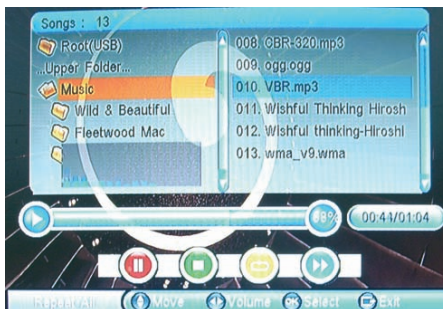 Songs : 13
Root(USB)
...Upper Folder...
Music
Wild & Beautiful
Fleetwood Mac
008. CBR-320.mp3
009. ogg.ogg
010. VBR.mp3
011. Wishful Thinking Hirosh
012. Wishful thinking-Hiroshi
013. wma_v9.wma
68% 00:44/01:04
Repeat All Move Volume OK Select Exit